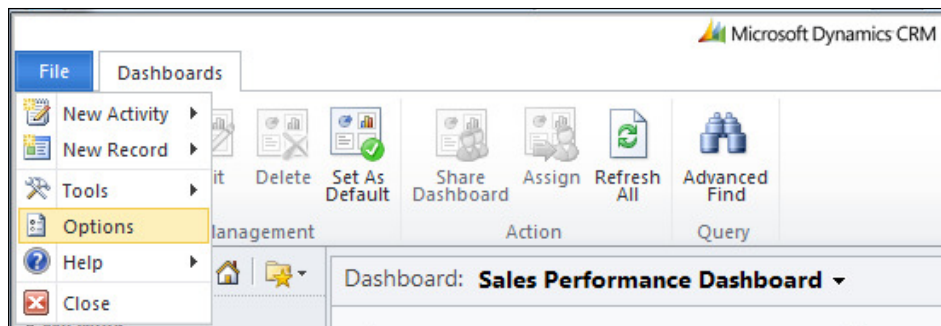 Microsoft Dynamics CRM
File Dashboards
New Activity
New Record
Tools
Options
Help
Close
it Delete Set As Default
Share Dashboard Assign Refresh All
Advanced Find
lanagement Action Query
Dashboard: Sales Performance Dashboard